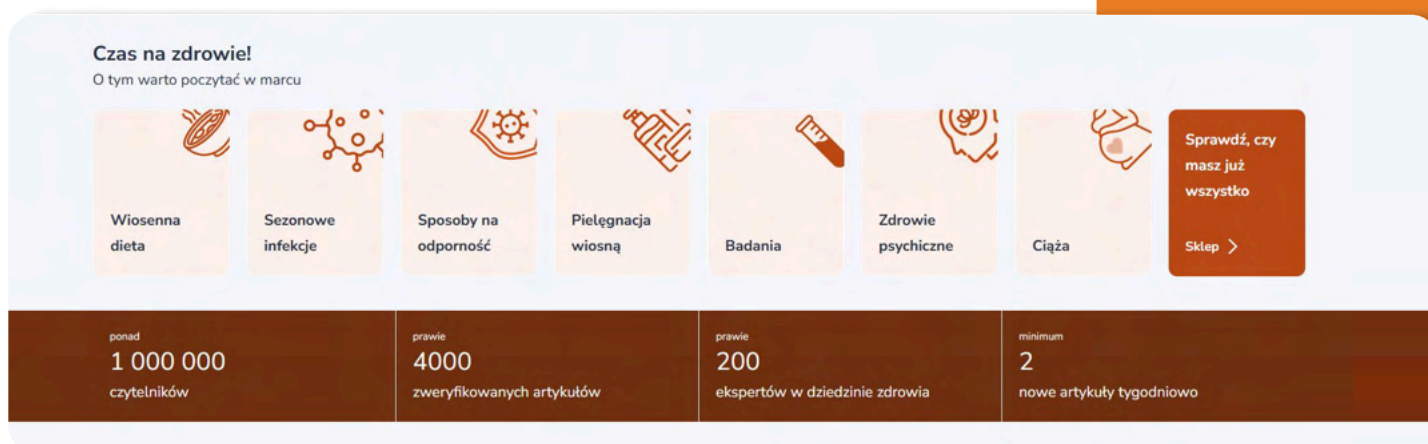 Czas na zdrowie!
O tym warto poczytać w marcu
Wiosenna
dieta
Sezonowe
infekcje
Sposoby na
odporność
Pielęgnacja
wiosną
Badania
Zdrowie
psychiczne
Ciąża
Sprawdź, czy
masz już
wszystko
Sklep
ponad
1 000 000
czytelników
prawie
4000
zweryfikowanych artykułów
prawie
200
ekspertów w dziedzinie zdrowia
minimum
2
nowe artykuły tygodniowo